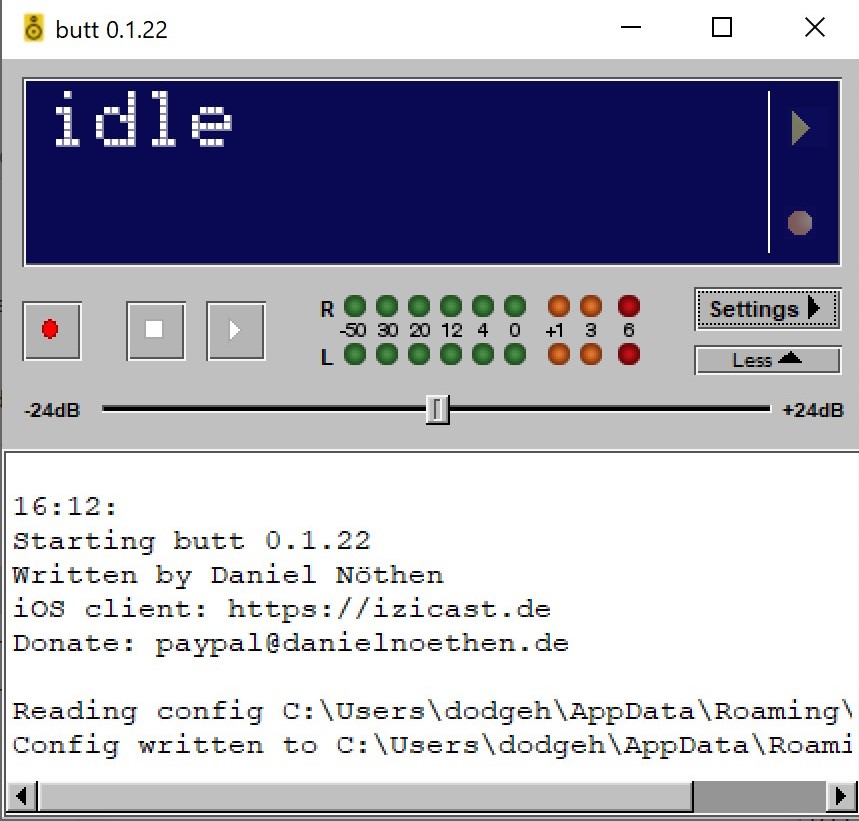 butt 0.1.22
idle
R
-50 30 20 12 4 0 +1 3 6
L
Settings
Less
-24dB
+24dB
16:12:
Starting butt 0.1.22
Written by Daniel Nöthen
iOS client: https://izicast.de
Donate: paypal@danielnoethen.de
Reading config C:\Users\dodgeh\AppData\Roaming\
Config written to C:\Users\dodgeh\AppData\Roami